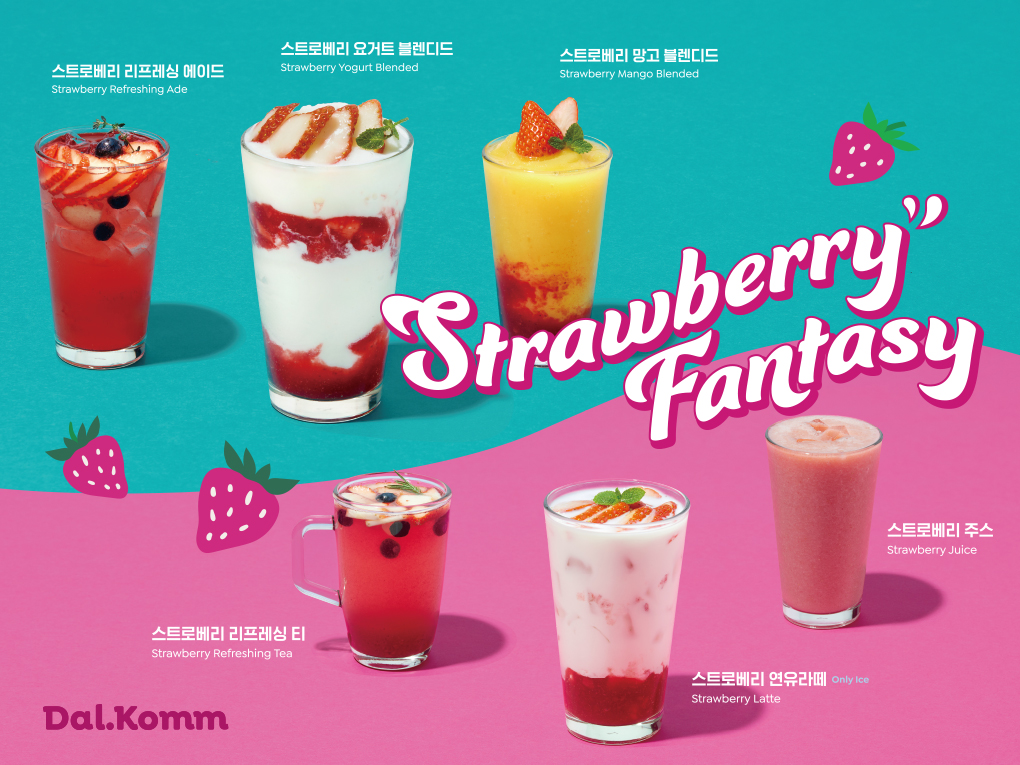 스트로베리 리프레싱 에이드
Strawberry Refreshing Ade
스트로베리 요거트 블렌디드
Strawberry Yogurt Blended
스트로베리 망고 블렌디드
Strawberry Mango Blended
Strawberry
Fantasy
스트로베리 주스
Strawberry Juice
스트로베리 리프레싱 티
Strawberry Refreshing Tea
스트로베리 연유라떼 Only Ice
Strawberry Latte
Dal.Komm